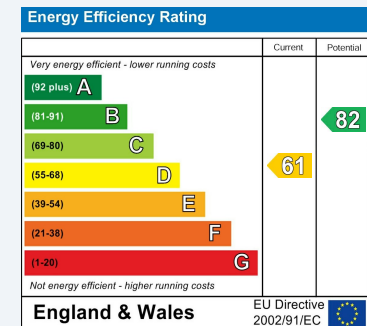 Energy Efficiency Rating
Current Potential
Very energy efficient - lower running costs
(92 plus) A
(81-91) B
82
(69-80) C
61
(55-68) D
(39-54) E
(21-38) F
(1-20) G
Not energy efficient - higher running costs
England & Wales
EU Directive
2002/91/EC